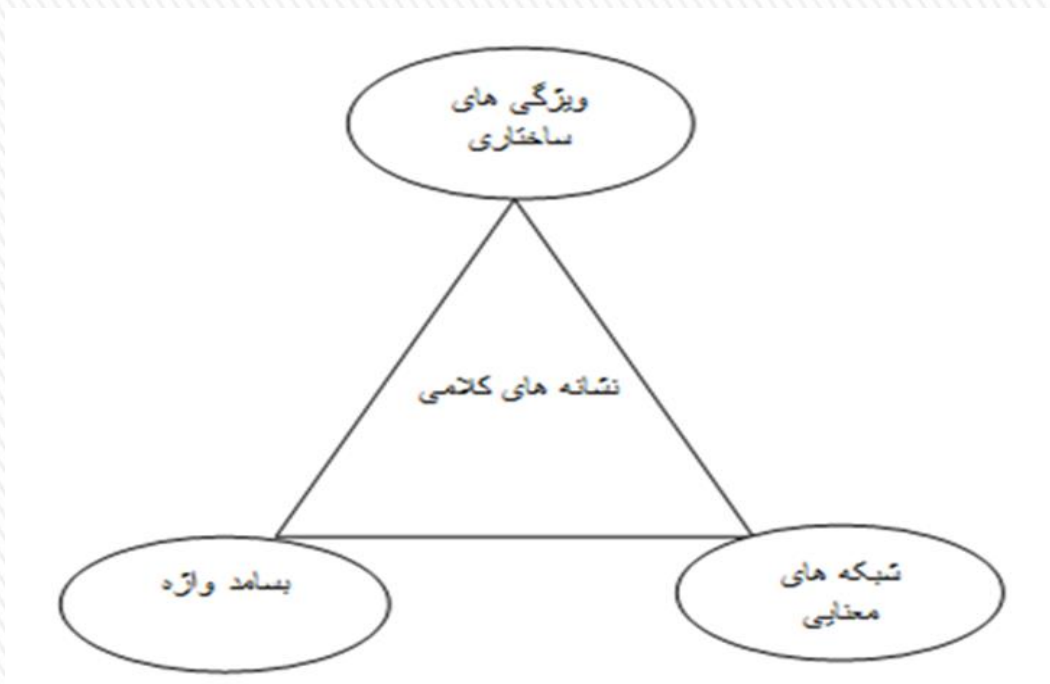 ویژگی های
ساختاری
نشانه های کلامی
شبکه های
معنایی
بسامد واژه